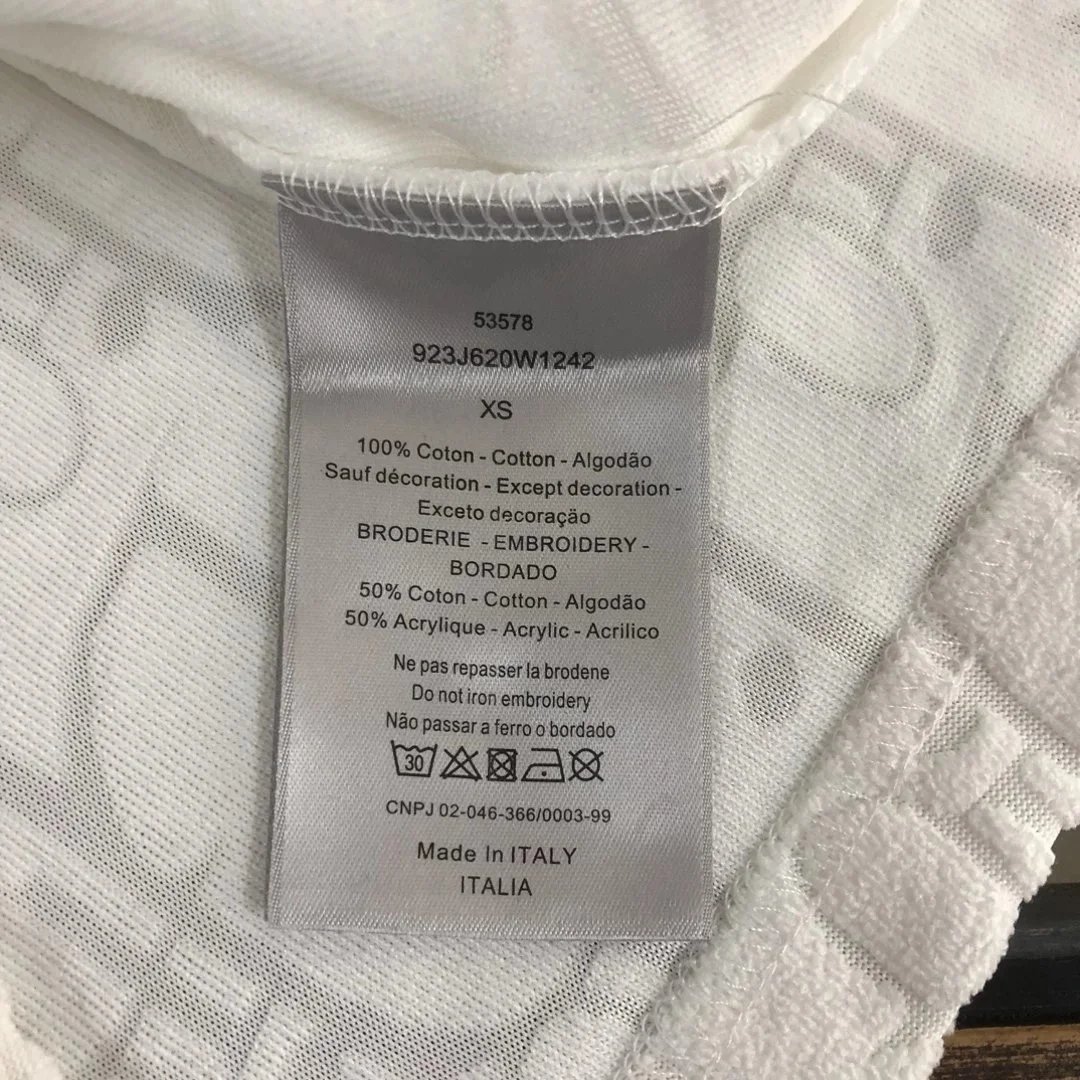 53578
923J620W1242
XS
100% Coton - Cotton - Algodão
Sauf décoration - Except decoration -
Exceto decoração
BRODERIE - EMBROIDERY -
BORDADO
50% Coton - Cotton - Algodão
50% Acrylique - Acrylic - Acrilico
Ne pas repasser la brodene
Do not iron embroidery
Não passar a ferro o bordado
30
CNPJ 02-046-366/0003-99
Made In ITALY
ITALIA